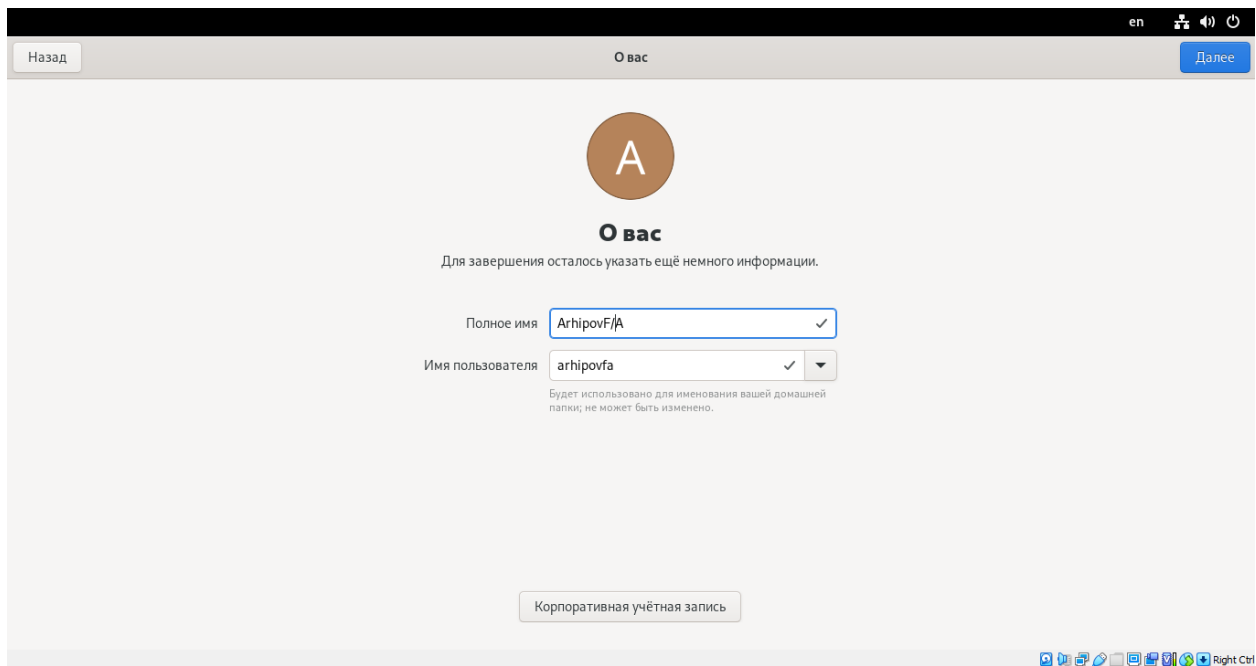 en
Назад
О вас
Далее
A
О вас
Для завершения осталось указать ещё немного информации.
Полное имя ArhipovF/A
Имя пользователя arhipovfa
Будет использовано для именования вашей домашней
папки; не может быть изменено.
Корпоративная учётная запись
Right Ctrl